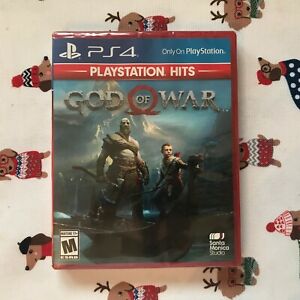 PS4
Only On PlayStation
PLAYSTATION HITS
GOD OF WAR
MATURE 17+
M
ESRB
Santa
Monica
Studio